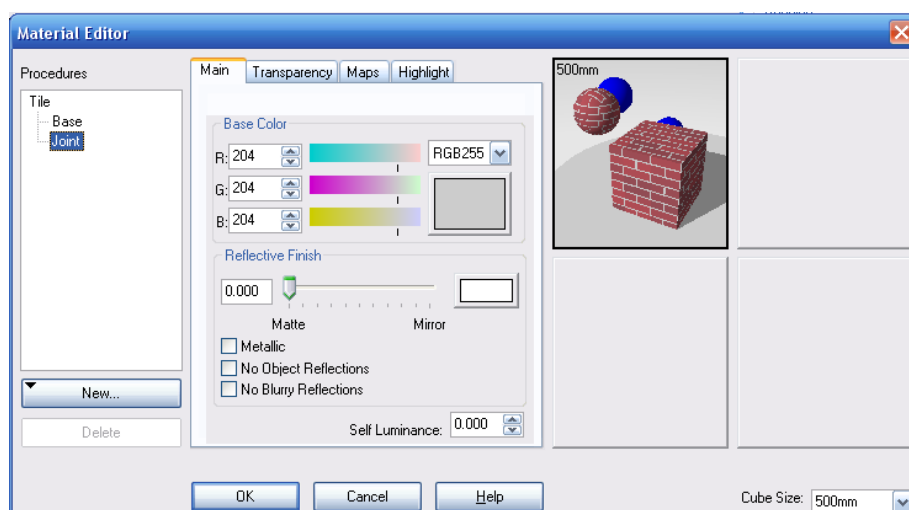 Material Editor
Procedures
Tile
Base
Joint
New...
Delete
Main Transparency Maps Highlight
Base Color
R: 204 RGB255
G: 204
B: 204
Reflective Finish
0.000
Matte Mirror
Metallic
No Object Reflections
No Blurry Reflections
Self Luminance: 0.000
500mm
OK Cancel Help
Cube Size: 500mm